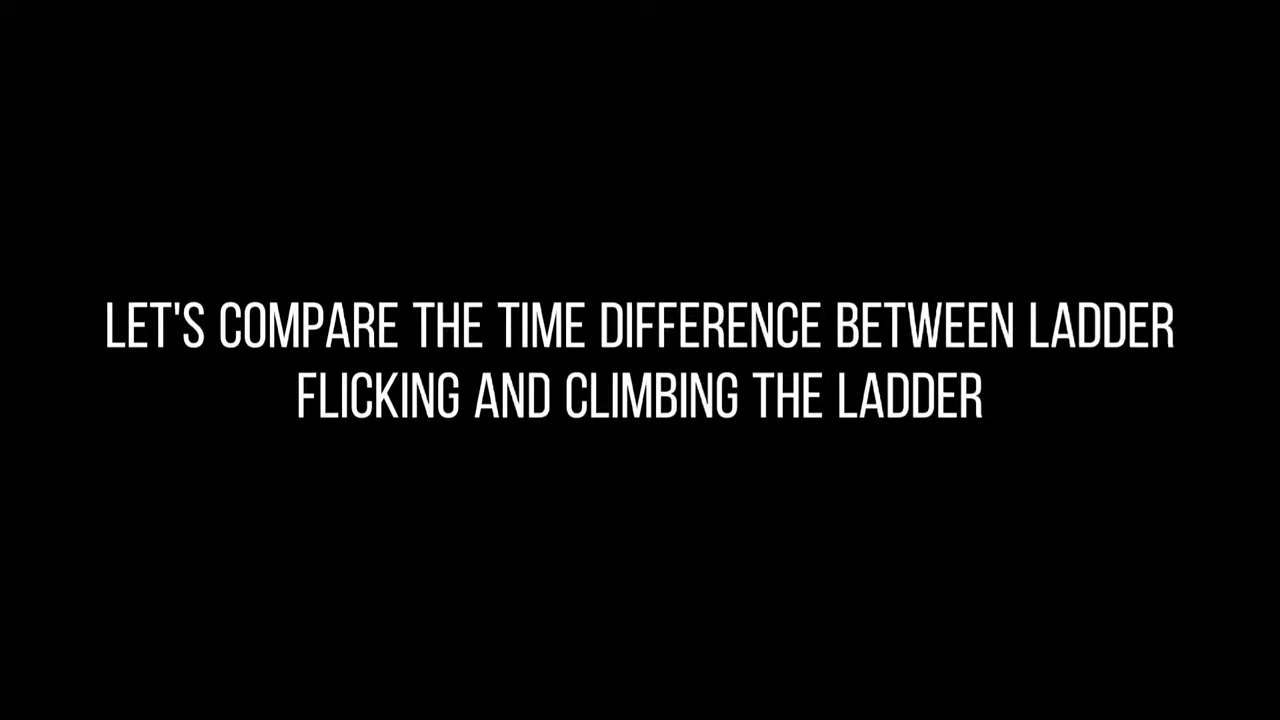 LET'S COMPARE THE TIME DIFFERENCE BETWEEN LADDER
FLICKING AND CLIMBING THE LADDER